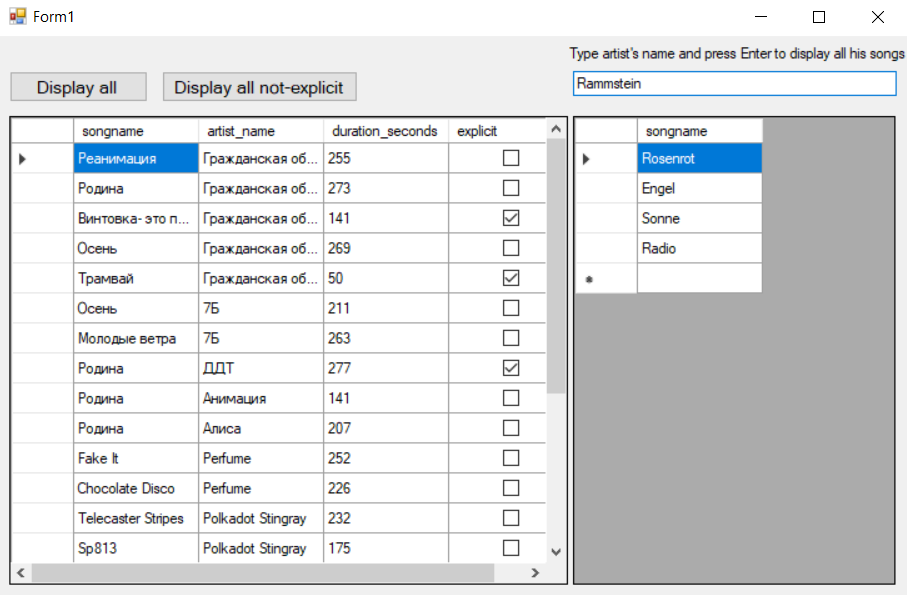 Form1
Type artist's name and press Enter to display all his songs
Display all Display all not-explicit Rammstein
songname artist_name duration_seconds explicit
Реанимация Гражданская об... 255
Родина Гражданская об... 273
Винтовка- это п... Гражданская об... 141
Осень Гражданская об... 269
Трамвай Гражданская об... 50
Осень 7Б 211
Молодые ветра 7Б 263
Родина ДДТ 277
Родина Анимация 141
Родина Алиса 207
Fake It Perfume 252
Chocolate Disco Perfume 226
Telecaster Stripes Polkadot Stingray 232
Sp813 Polkadot Stingray 175
songname
Rosenrot
Engel
Sonne
Radio